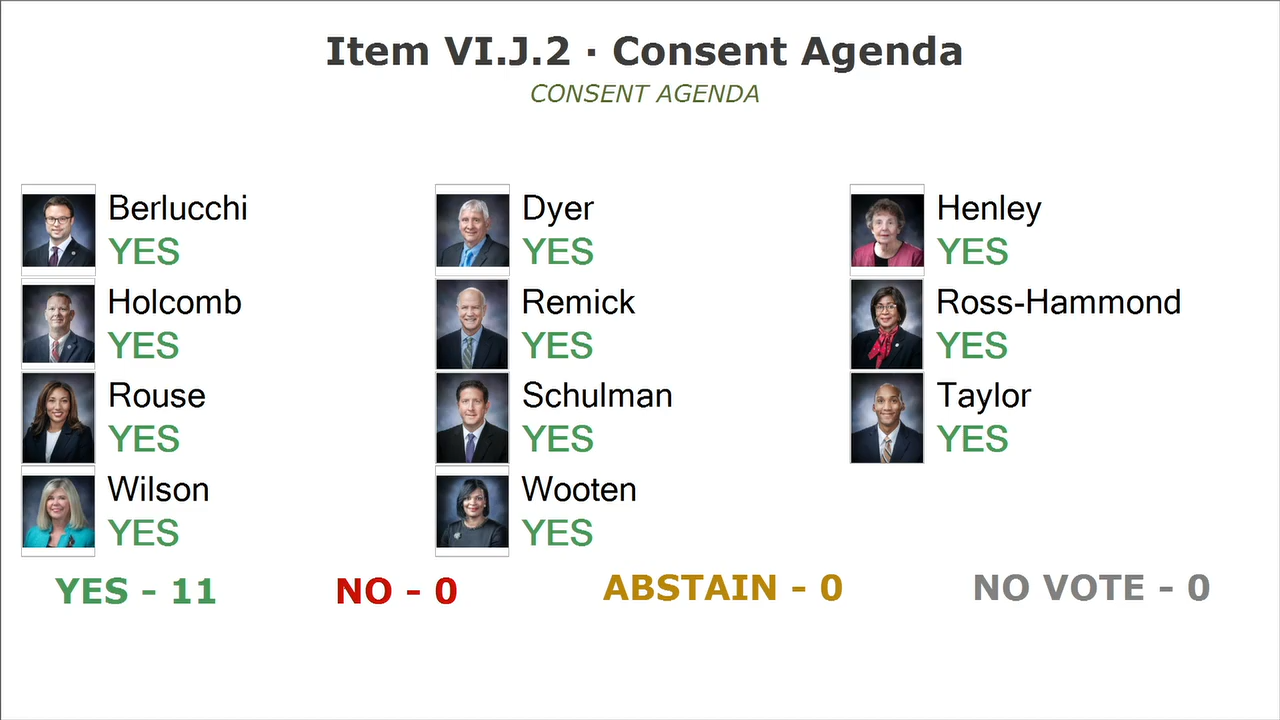 Item VI.J.2 · Consent Agenda
CONSENT AGENDA
Berlucchi
YES
Dyer
YES
Henley
YES
Holcomb
YES
Remick
YES
Ross-Hammond
YES
Rouse
YES
Schulman
YES
Taylor
YES
Wilson
YES
Wooten
YES
YES - 11
NO - 0
ABSTAIN - 0
NO VOTE - 0